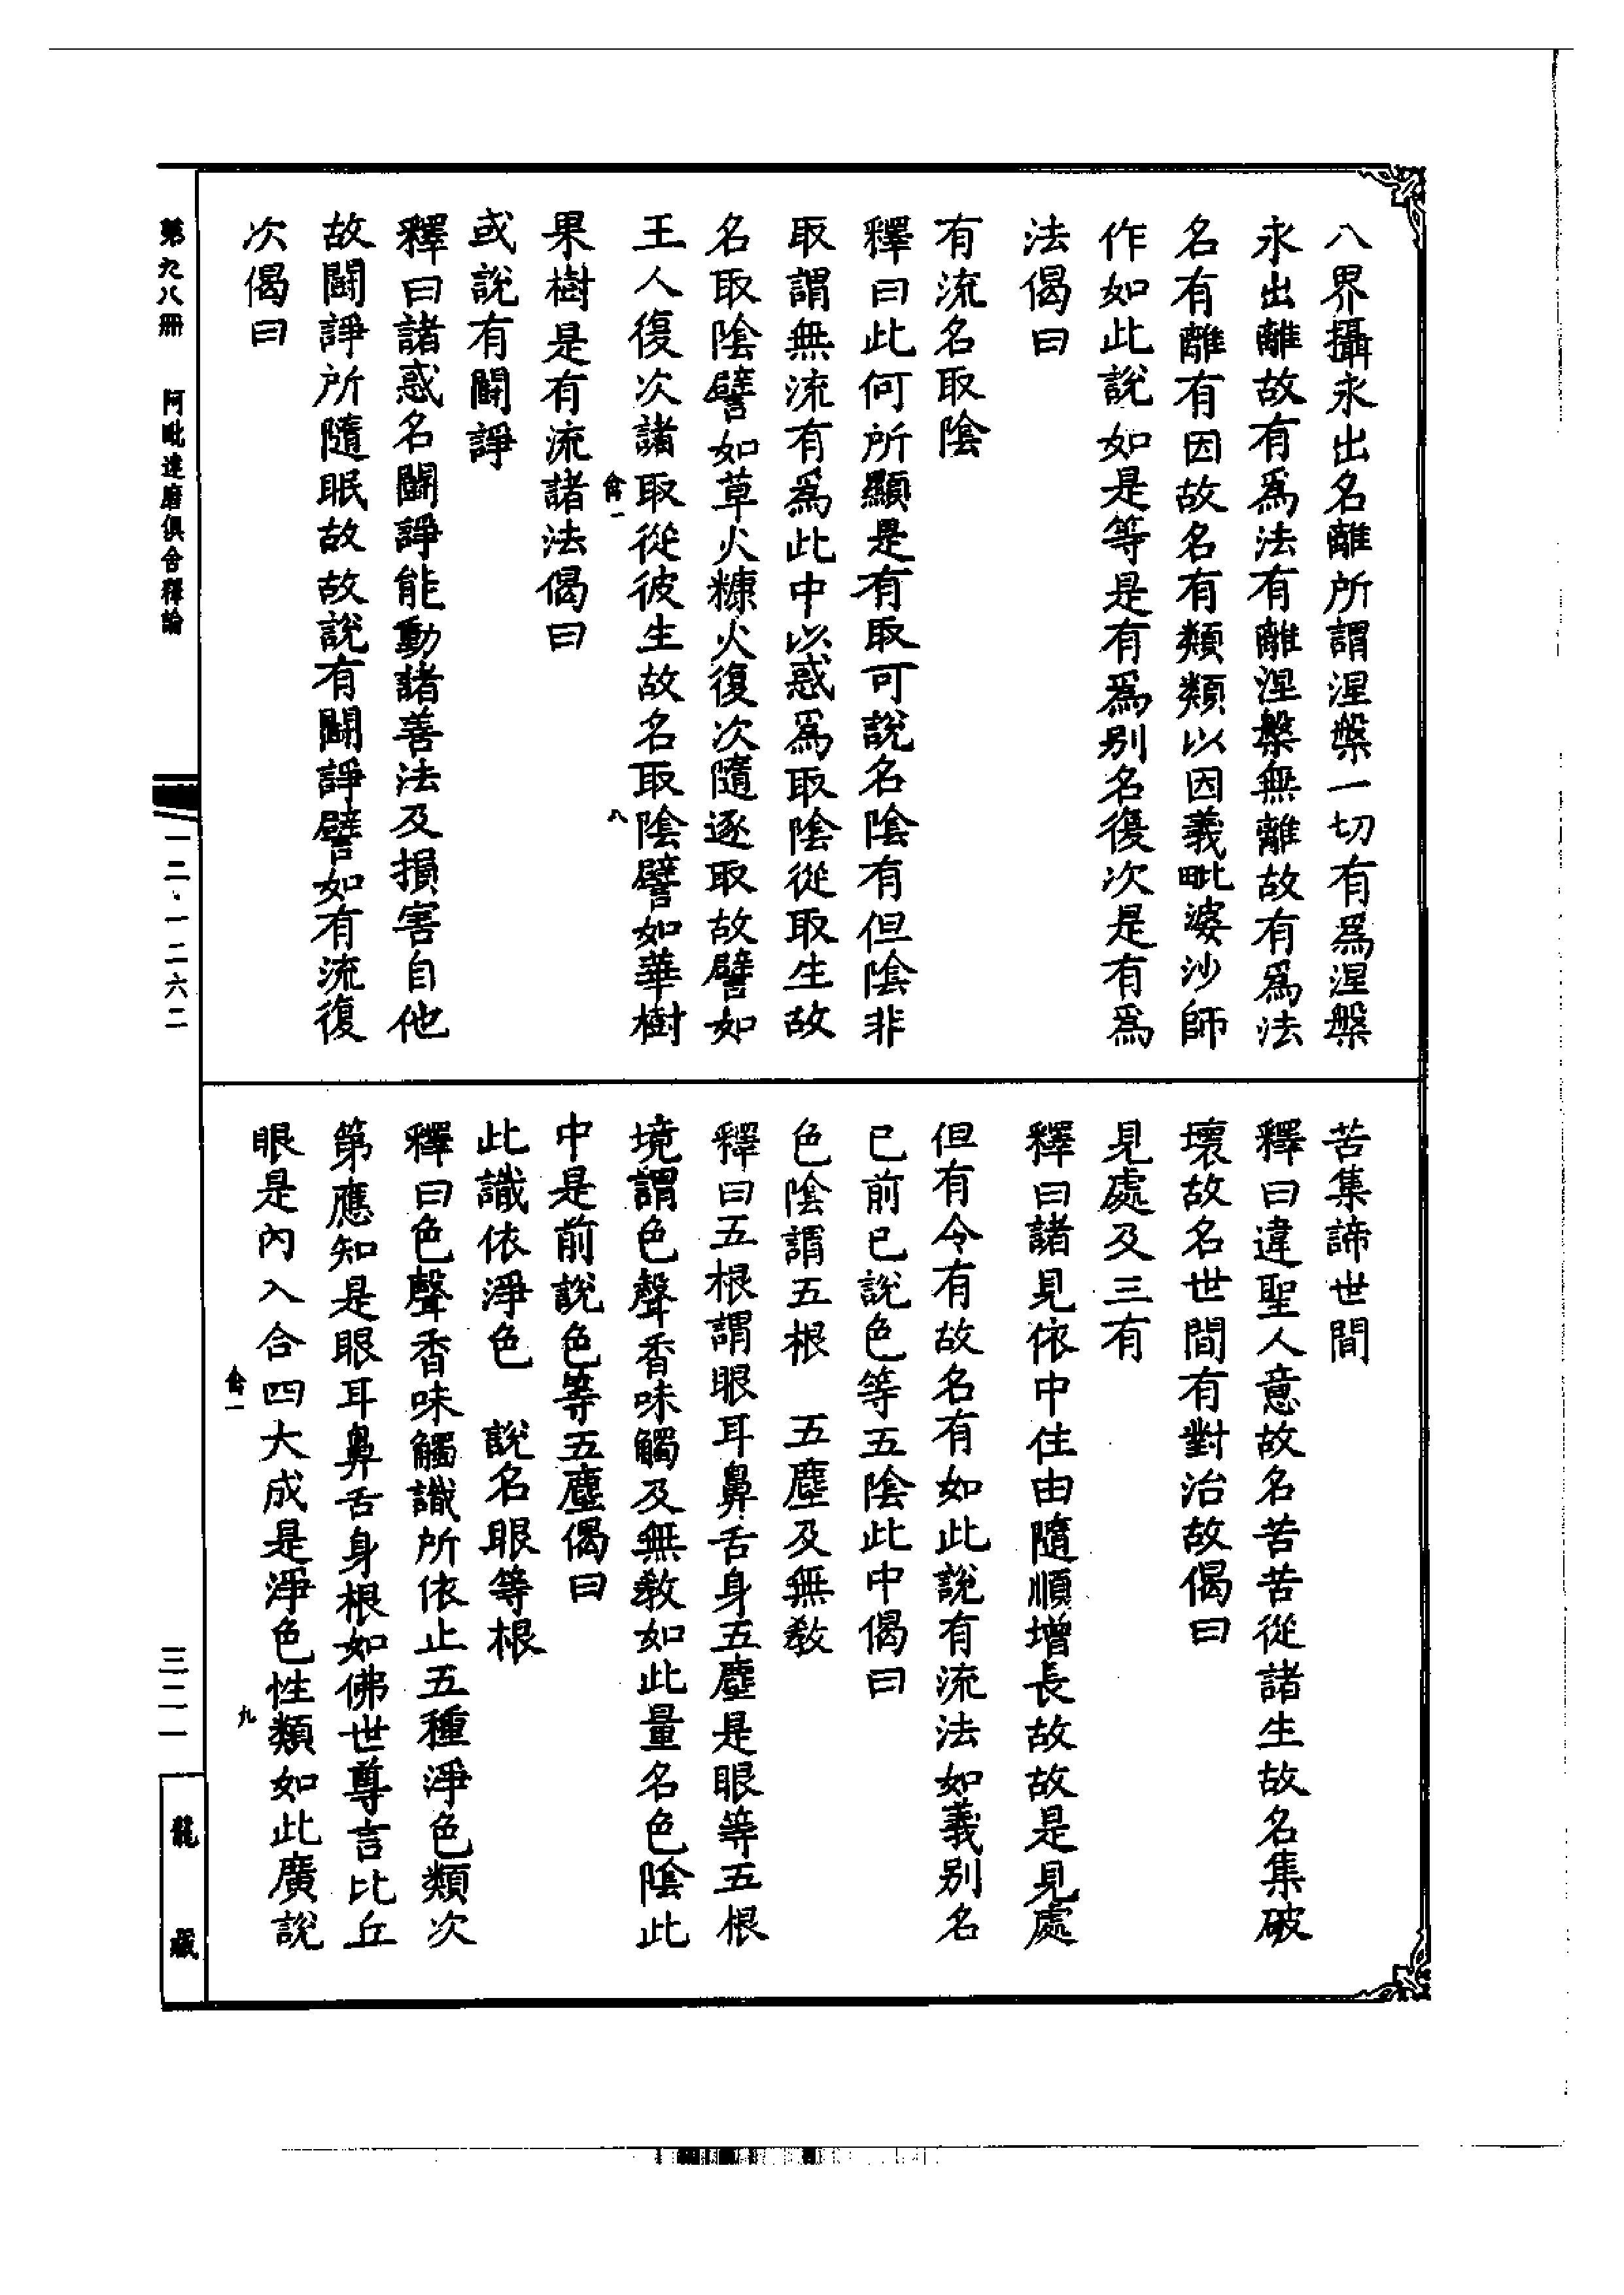 八界攝永出名離所謂涅槃一切有爲涅槃
永出離故有爲法有離涅槃無離故有爲法
名有離有因故名有類類以因義毗婆沙師
作如此說如是等是有爲別名復次是有爲
法偈曰
有流名取陰
釋曰此何所顯是有取可說名陰有但陰非
取謂無流有爲此中以惑爲取陰從取生故
名取陰譬如草火糠火復次隨逐取故譬如
王人復次諸取從彼生故名取陰譬如華樹
果樹是有流諸法偈曰
或說有鬬諍
釋曰諸惑名鬬諍能動諸善法及損害自他
故鬬諍所隨眠故故說有鬬諍譬如有流復
次偈曰
苦集諦世間
釋曰違聖人意故名苦苦從諸生故名集破
壞故名世間有對治故偈曰
見處及三有
釋曰諸見依中住由隨順增長故故是見處
但有令有故名有如此說有流法如義別名
已前已說色等五陰此中偈曰
色陰謂五根　五塵及無敎
釋曰五根謂眼耳鼻舌身五塵是眼等五根
境謂色聲香味觸及無敎如此量名色陰此
中是前說色等五塵偈曰
此識依淨色　說名眼等根
釋曰色聲香味觸識所依止五種淨色類次
第應知是眼耳鼻舌身根如佛世尊言比丘
眼是內入合四大成是淨色性類如此廣說
第九八冊　阿毗達磨俱舍釋論
一二·一二六二
三二一
龍藏